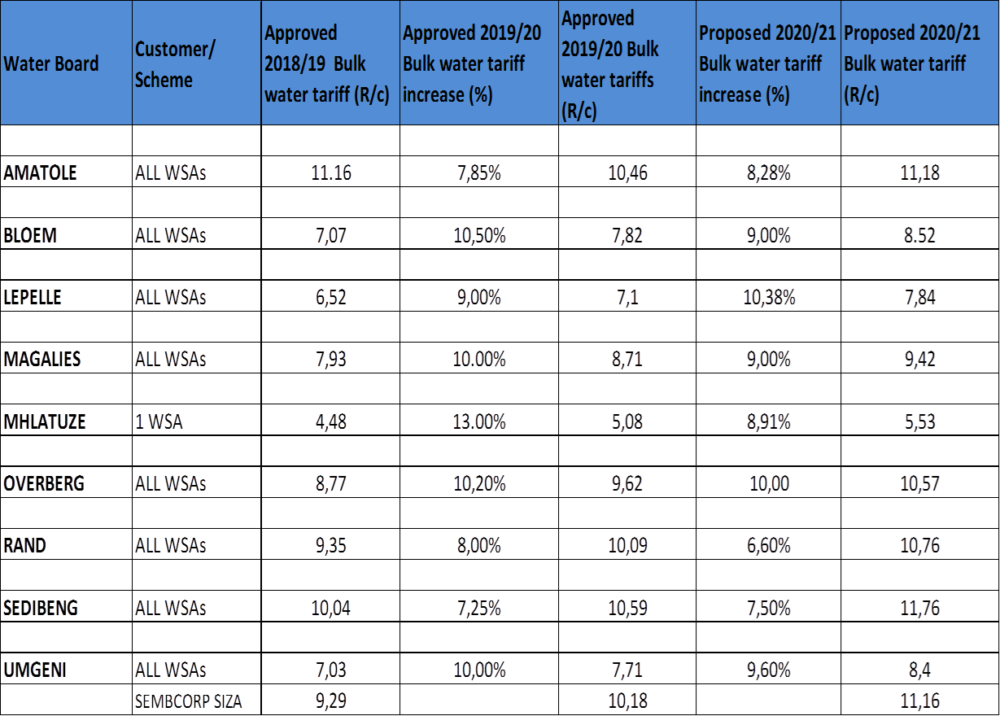 Water Board
Customer/
Scheme
Approved
2018/19 Bulk
water tariff (R/c)
Approved 2019/20
Bulk water tariff
increase (%)
Approved
2019/20 Bulk
water tariffs
(R/c)
Proposed 2020/21
Bulk water tariff
increase (%)
Proposed 2020/21
Bulk water tariff
(R/c)
AMATOLE ALL WSAs 11.16 7,85% 10,46 8,28% 11,18
BLOEM ALL WSAs 7,07 10,50% 7,82 9,00% 8.52
LEPELLE ALL WSAs 6,52 9,00% 7,1 10,38% 7,84
MAGALIES ALL WSAs 7,93 10.00% 8,71 9,00% 9,42
MHLATUZE 1 WSA 4,48 13.00% 5,08 8,91% 5,53
OVERBERG ALL WSAs 8,77 10,20% 9,62 10,00 10,57
RAND ALL WSAs 9,35 8,00% 10,09 6,60% 10,76
SEDIBENG ALL WSAs 10,04 7,25% 10,59 7,50% 11,76
UMGENI ALL WSAs 7,03 10,00% 7,71 9,60% 8,4
SEMBCORP SIZA 9,29 10,18 11,16